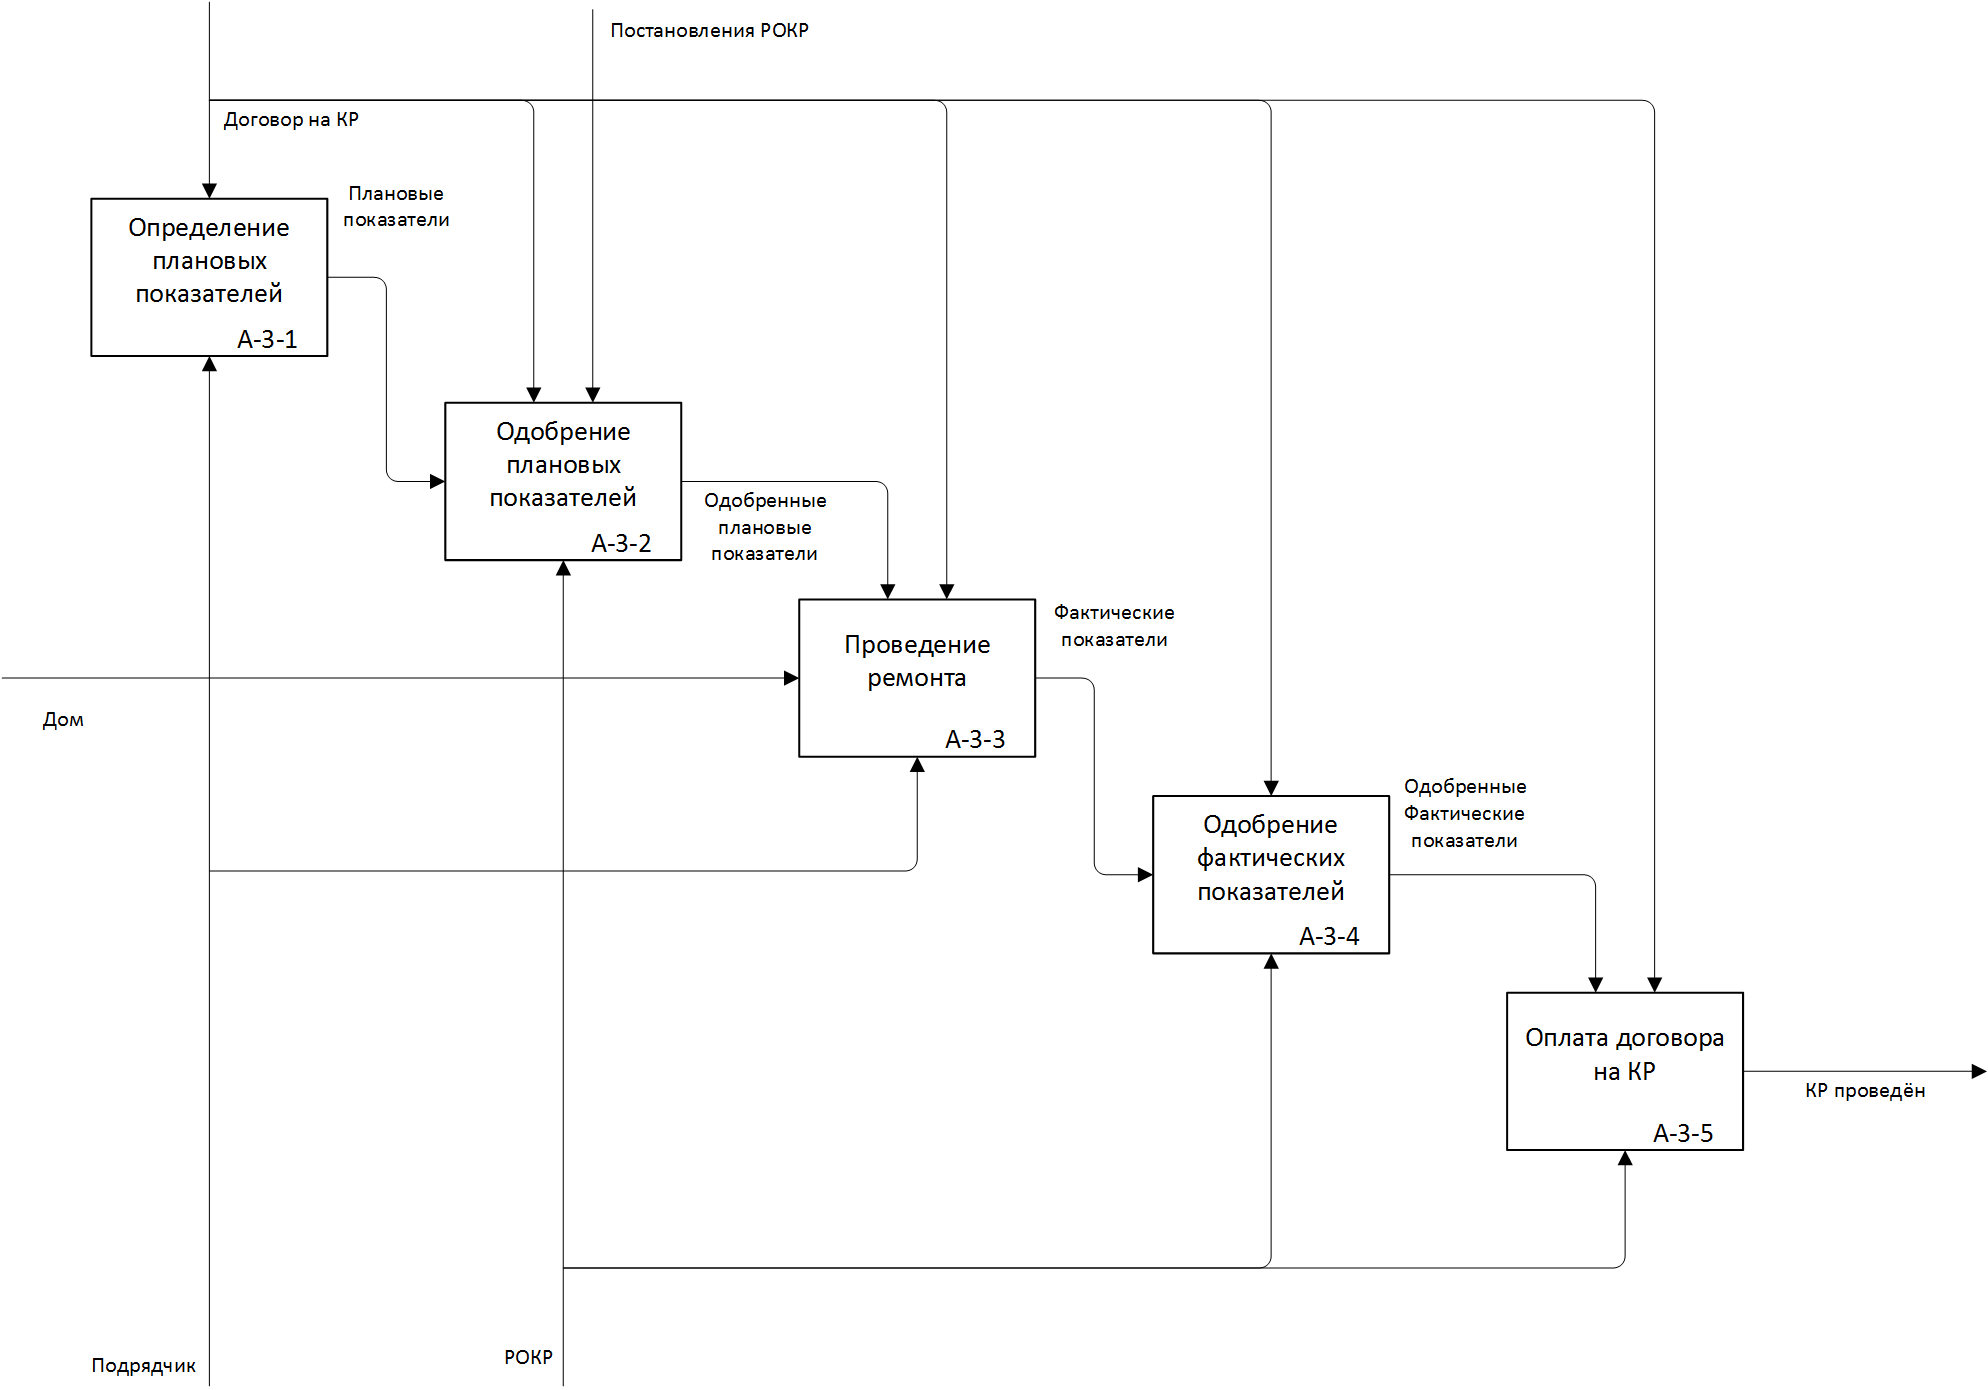 Постановления РОКР
Договор на КР
Плановые
показатели
Определение
плановых
показателей
А-3-1
Одобрение
плановых
показателей
А-3-2
Одобренные
плановые
показатели
Фактические
показатели
Проведение
ремонта
А-3-3
Дом
Одобренные
Фактические
показатели
Одобрение
фактических
показателей
А-3-4
Оплата договора
на КР
А-3-5
КР проведён
Подрядчик
РОКР